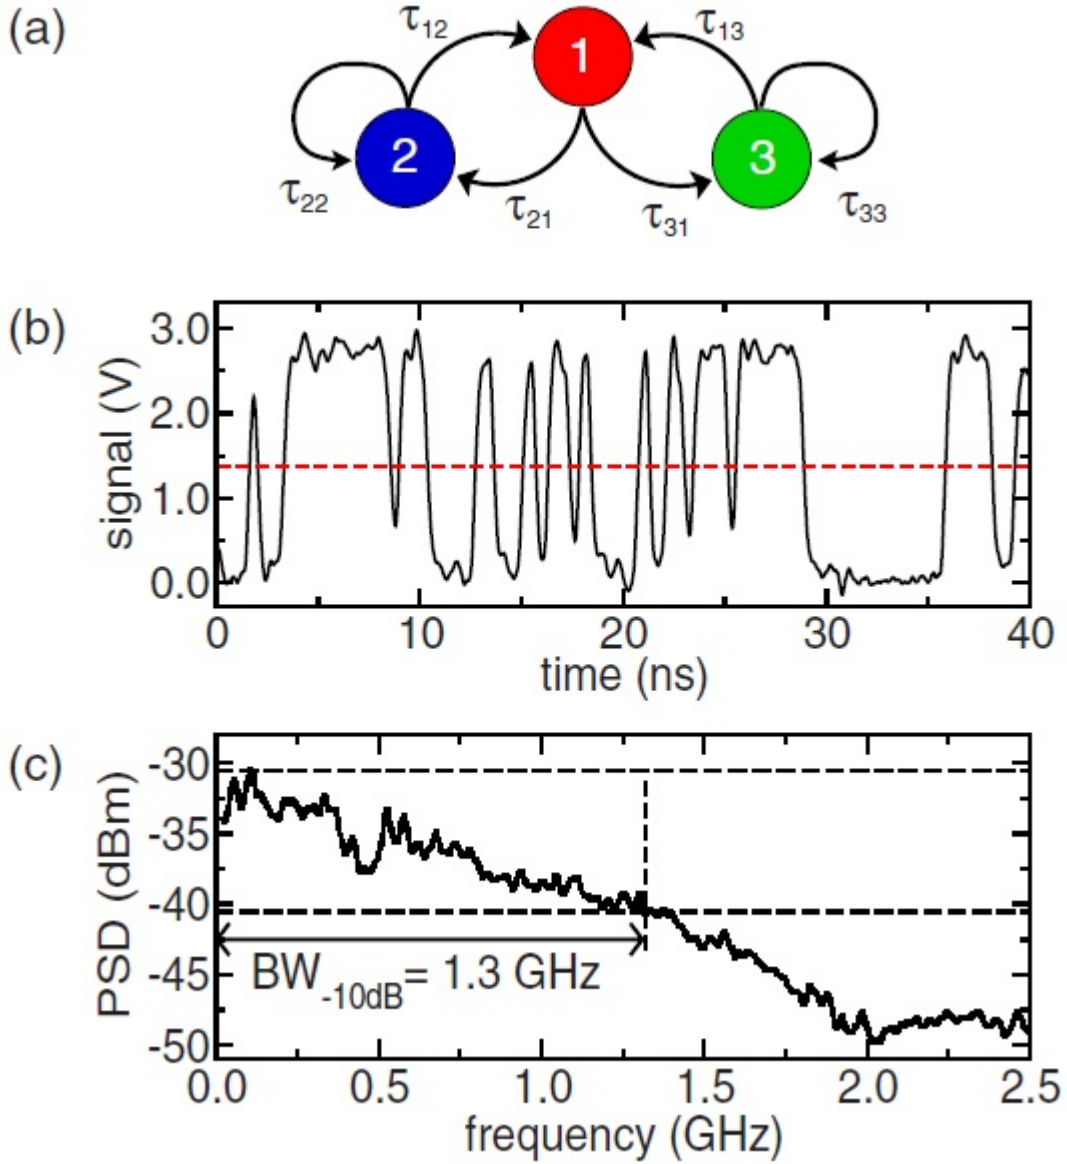 (a)
τ12 τ13
1
2 3
τ22 τ21 τ31 τ33
(b)
signal (V)
3.0
2.0
1.0
0.0
0 10 20 30 40
time (ns)
(c)
PSD (dBm)
-30
-35
-40
-45
-50
BW-10dB= 1.3 GHz
0.0 0.5 1.0 1.5 2.0 2.5
frequency (GHz)